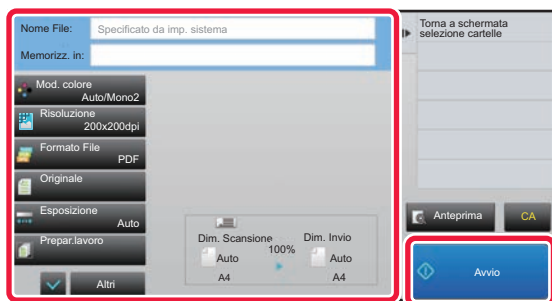 Nome File:
Specificato da imp. sistema
Memorizz. in:
Mod. colore
Auto/Mono2
Risoluzione
200x200dpi
Formato File
PDF
Originale
Esposizione
Auto
Prepar.lavoro
Altri
Dim. Scansione
100%
Dim. Invio
Auto
Auto
A4
A4
Torna a schermata
selezione cartelle
Anteprima
CA
Avvio